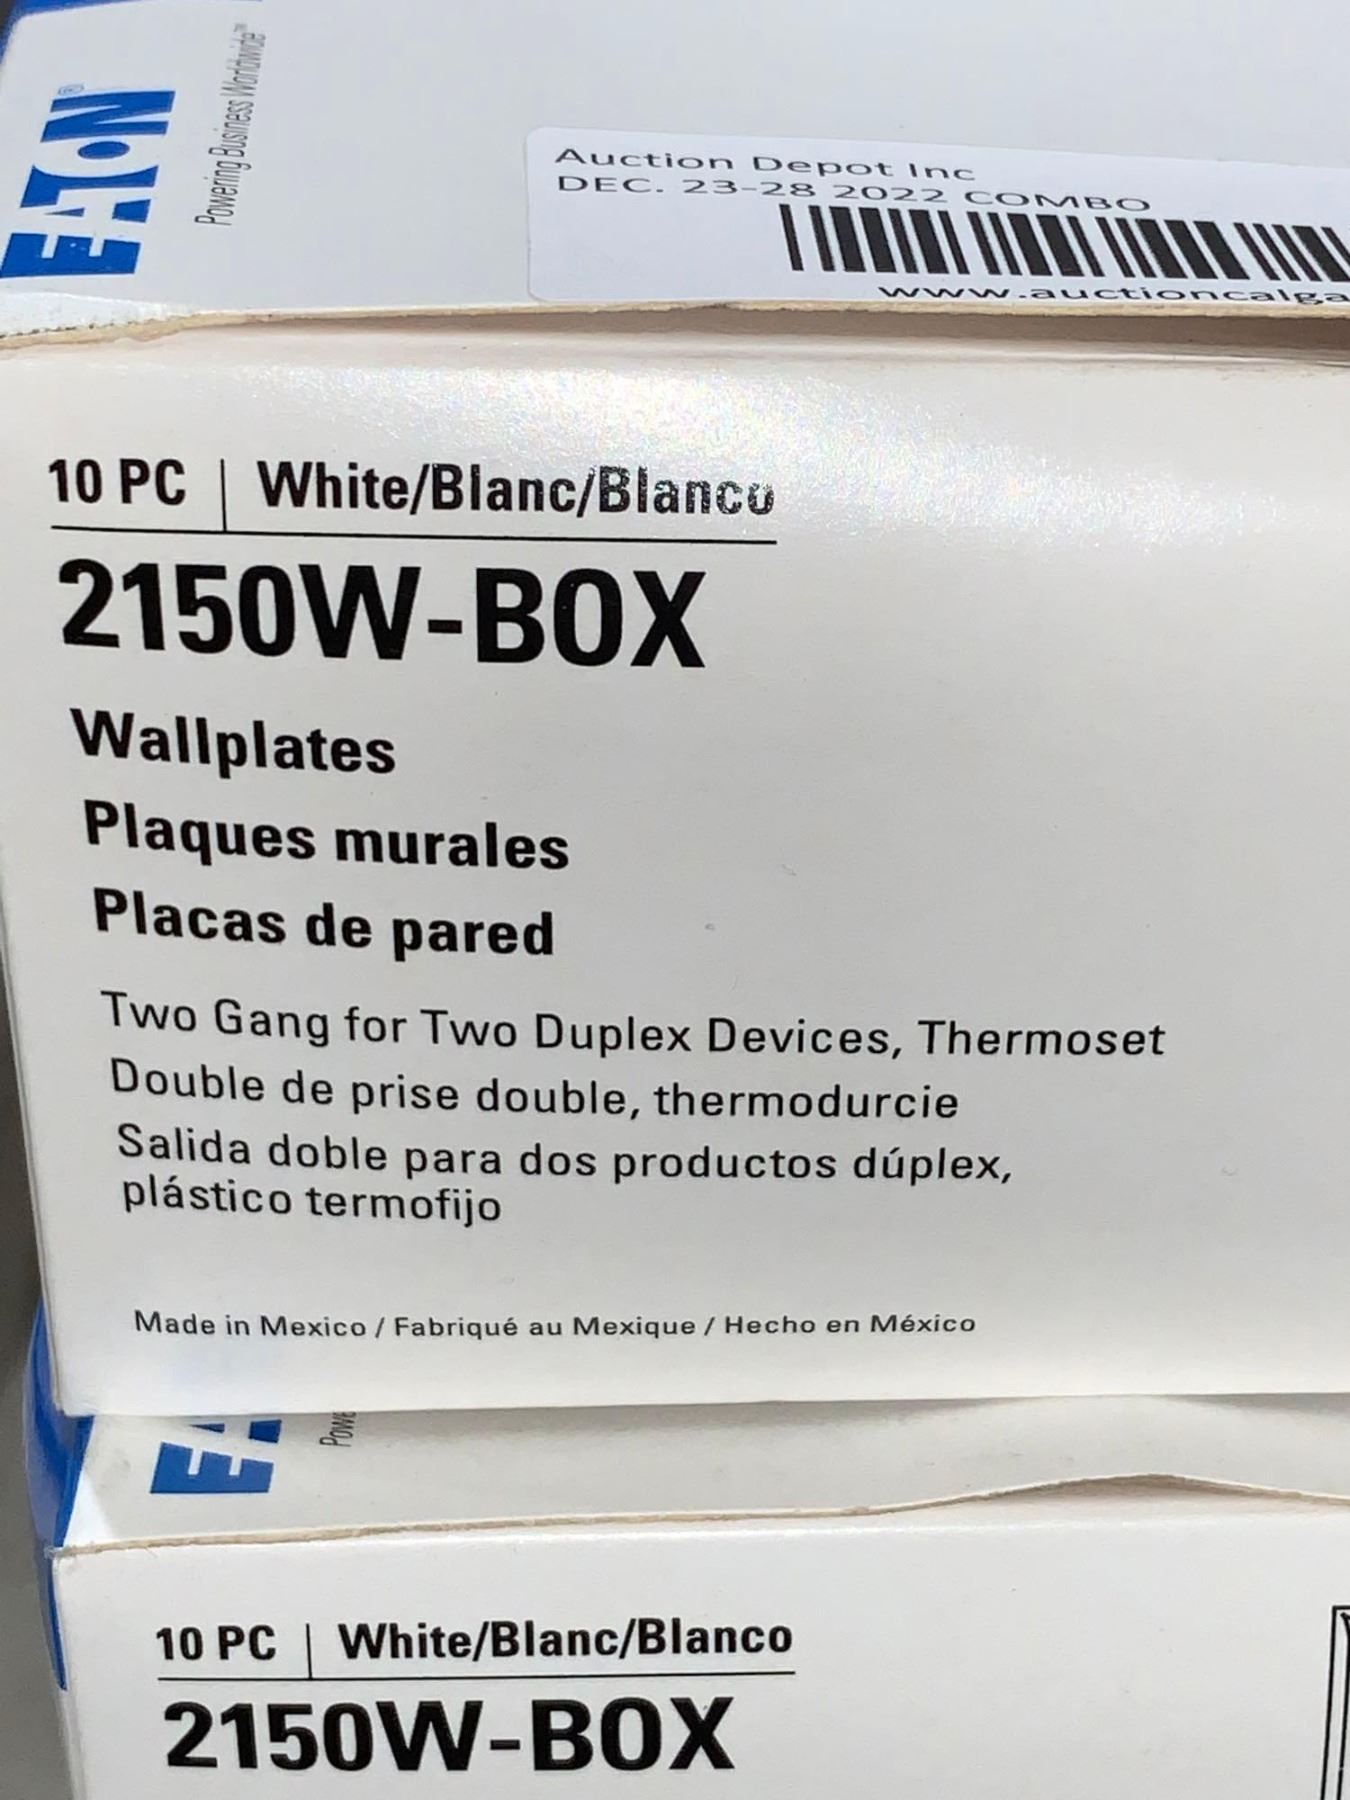 EATON®
Powering Business Worldwide™
Auction Depot Inc
DEC. 23-28 2022 COMBO
10 PC | White/Blanc/Blanco
2150W-BOX
Wallplates
Plaques murales
Placas de pared
Two Gang for Two Duplex Devices, Thermoset
Double de prise double, thermodurcie
Salida doble para dos productos dúplex,
plástico termofijo
Made in Mexico / Fabriqué au Mexique / Hecho en México
10 PC | White/Blanc/Blanco
2150W-BOX